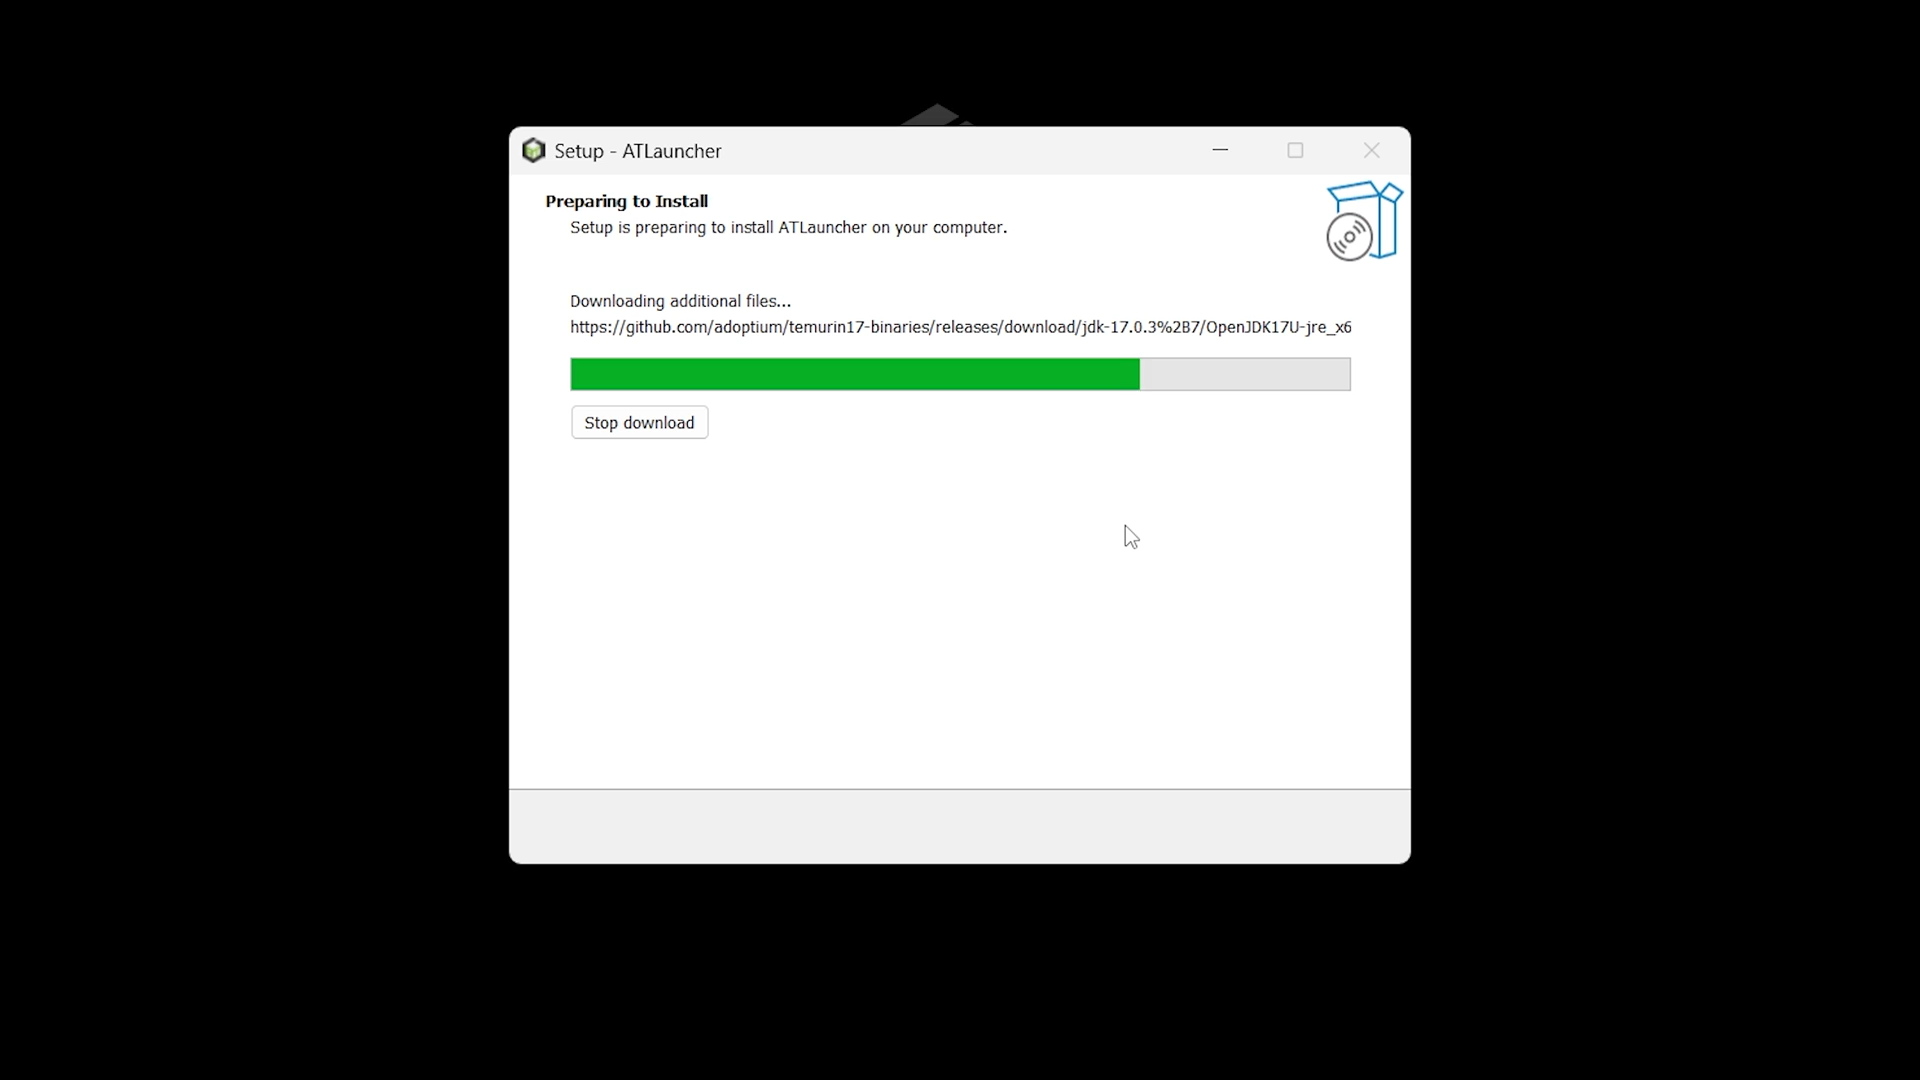 Setup - ATLauncher
Preparing to Install
Setup is preparing to install ATLauncher on your computer.
Downloading additional files...
https://github.com/adoptium/temurin17-binaries/releases/download/jdk-17.0.3%2B7/OpenJDK17U-jre_x6
Stop download